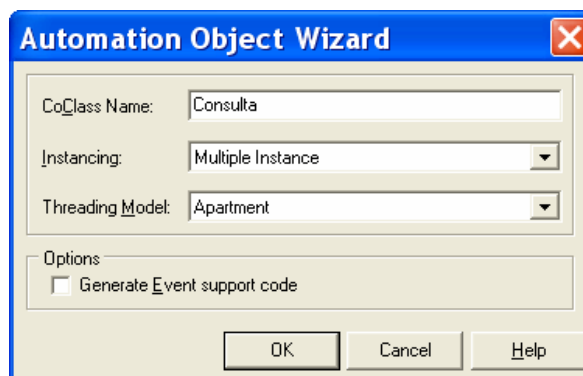 Automation Object Wizard
CoClass Name: Consulta
Instancing: Multiple Instance
Threading Model: Apartment
Options
Generate Event support code
OK Cancel Help